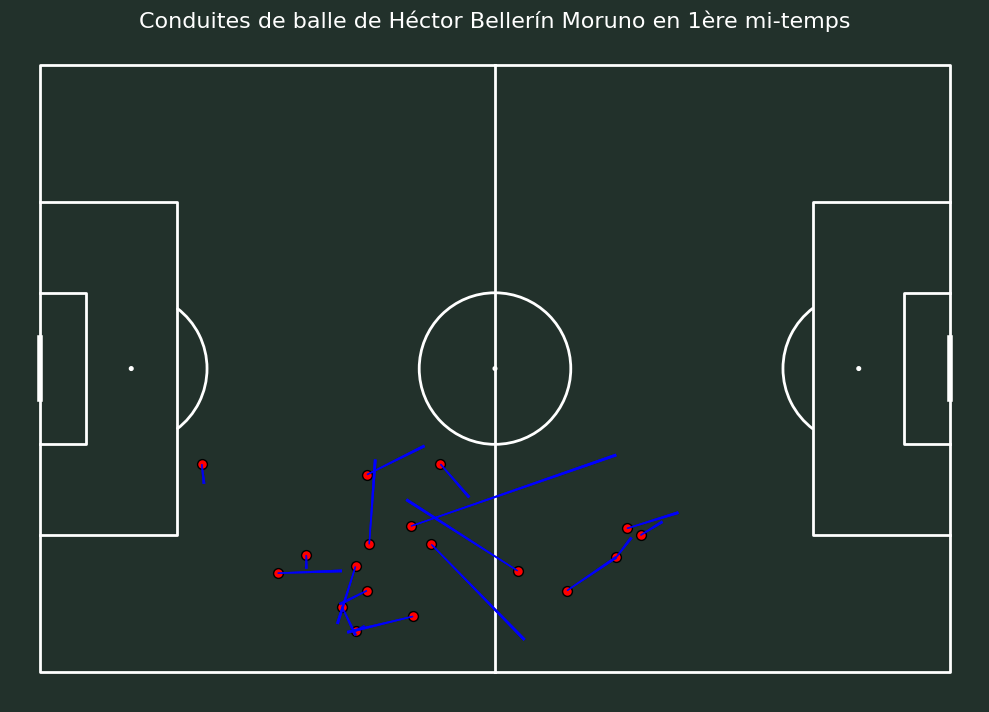 Conduites de balle de Héctor Bellerín Moruno en 1ère mi-temps